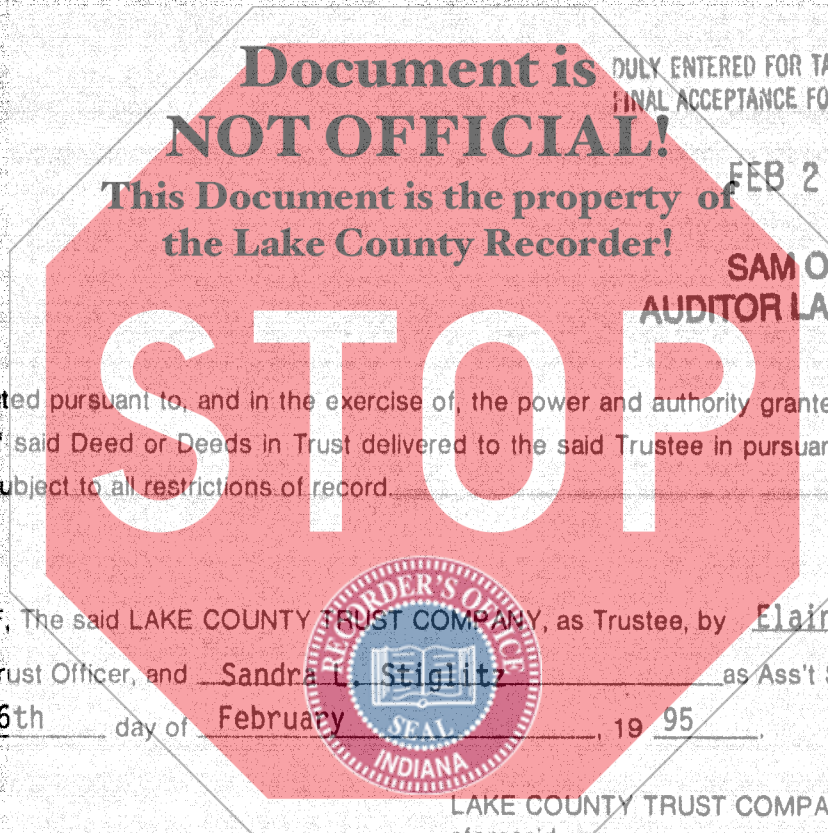 Document is
DULY ENTERED FOR TA
FINAL ACCEPTANCE FO
NOT OFFICIAL!
FEB 2
This Document is the property of
the Lake County Recorder!
SAM O
AUDITOR LA
STOP
ted pursuant to, and in the exercise of, the power and authority grante
said Deed or Deeds in Trust delivered to the said Trustee in pursuan
ubject to all restrictions of record.
F, The said LAKE COUNTY TRUST COMPANY, as Trustee, by Elain
rust Officer, and Sandra L. Stiglitz as Ass't S
6th day of February, 19 95.
RECORDER'S OFFICE
SEAL
INDIANA
LAKE COUNTY TRUST COMPA